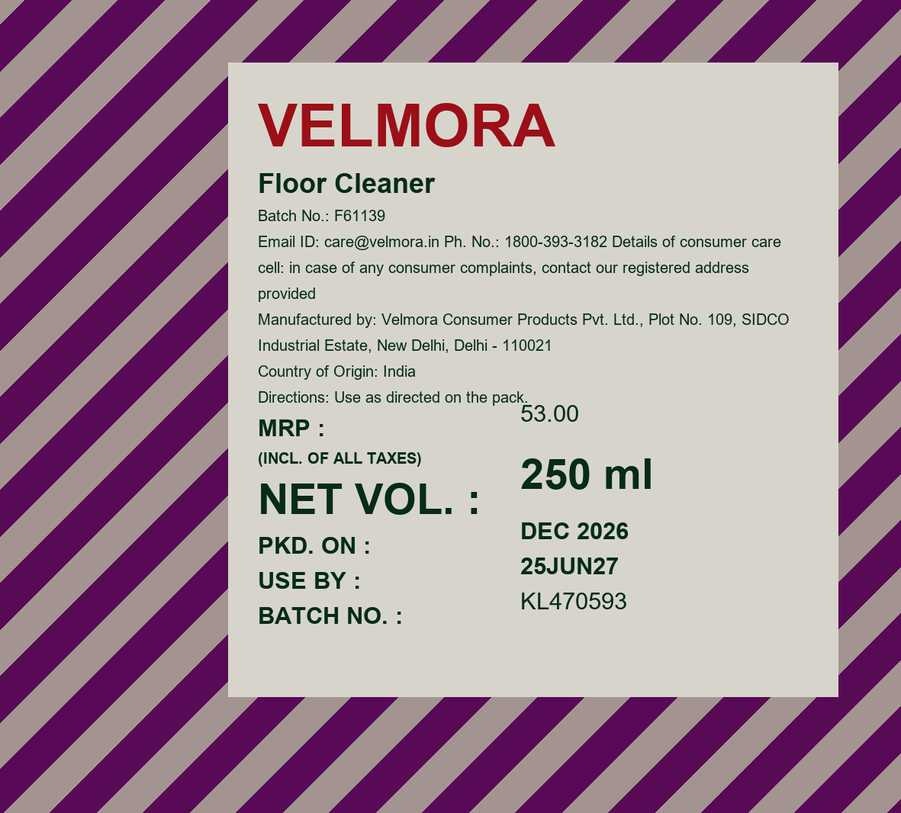 VELMORA
Floor Cleaner
Batch No.: F61139
Email ID: care@velmora.in Ph. No.: 1800-393-3182 Details of consumer care
cell: in case of any consumer complaints, contact our registered address
provided
Manufactured by: Velmora Consumer Products Pvt. Ltd., Plot No. 109, SIDCO
Industrial Estate, New Delhi, Delhi - 110021
Country of Origin: India
Directions: Use as directed on the pack.
MRP : 53.00
(INCL. OF ALL TAXES)
NET VOL. : 250 ml
PKD. ON : DEC 2026
USE BY : 25JUN27
BATCH NO. : KL470593